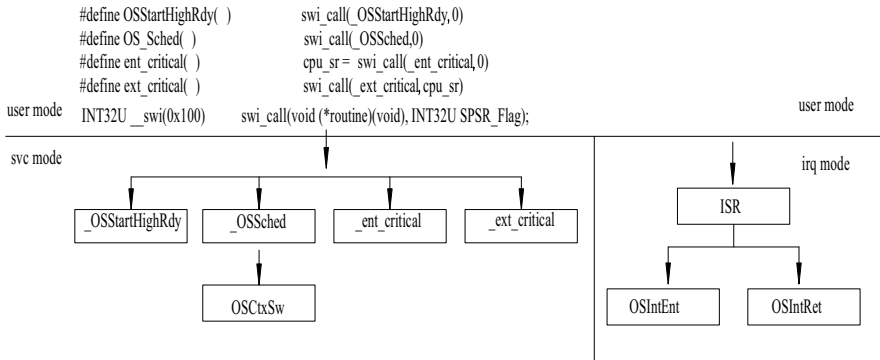 #define OSStartHighRdy( ) swi_call(_OSStartHighRdy, 0)
#define OS_Sched( ) swi_call(_OSSched,0)
#define ent_critical( ) cpu_sr = swi_call(_ent_critical, 0)
#define ext_critical( ) swi_call(_ext_critical, cpu_sr)
user mode INT32U __swi(0x100) swi_call(void (*routine)(void), INT32U SPSR_Flag); user mode
svc mode irq mode
_OSStartHighRdy _OSSched _ent_critical _ext_critical ISR
OSCtxSw OSIntEnt OSIntRet